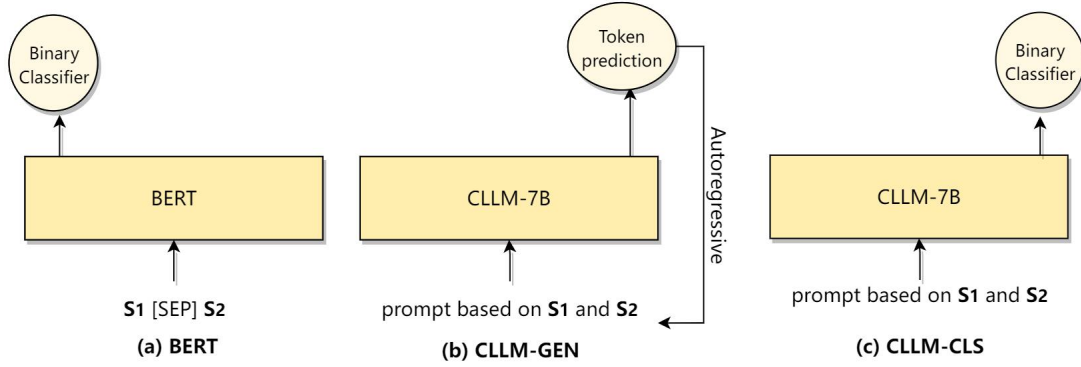 Binary
Classifier
BERT
S1 [SEP] S2
(a) BERT
Token
prediction
Autoregressive
CLLM-7B
prompt based on S1 and S2
(b) CLLM-GEN
Binary
Classifier
CLLM-7B
prompt based on S1 and S2
(c) CLLM-CLS